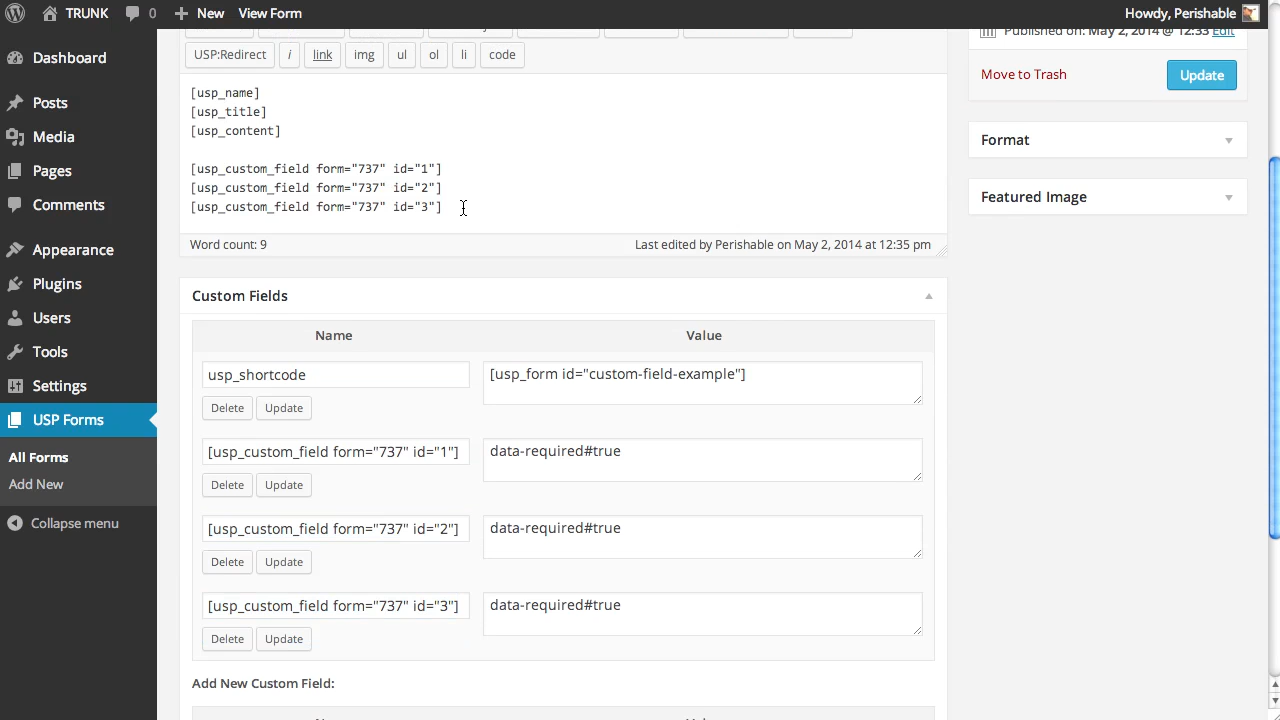 TRUNK 0 New View Form Howdy, Perishable
Published on: May 2, 2014 @ 12:33 Edit
Dashboard
USP:Redirect i link img ul ol li code
Move to Trash Update
Posts
[usp_name]
[usp_title]
[usp_content]
Media
Format
Pages
[usp_custom_field form="737" id="1"]
[usp_custom_field form="737" id="2"]
[usp_custom_field form="737" id="3"]
Featured Image
Comments
Appearance
Word count: 9 Last edited by Perishable on May 2, 2014 at 12:35 pm
Plugins
Users
Tools
Settings
USP Forms
All Forms
Add New
Collapse menu
Custom Fields
Name Value
usp_shortcode [usp_form id="custom-field-example"]
Delete Update
[usp_custom_field form="737" id="1"] data-required#true
Delete Update
[usp_custom_field form="737" id="2"] data-required#true
Delete Update
[usp_custom_field form="737" id="3"] data-required#true
Delete Update
Add New Custom Field: